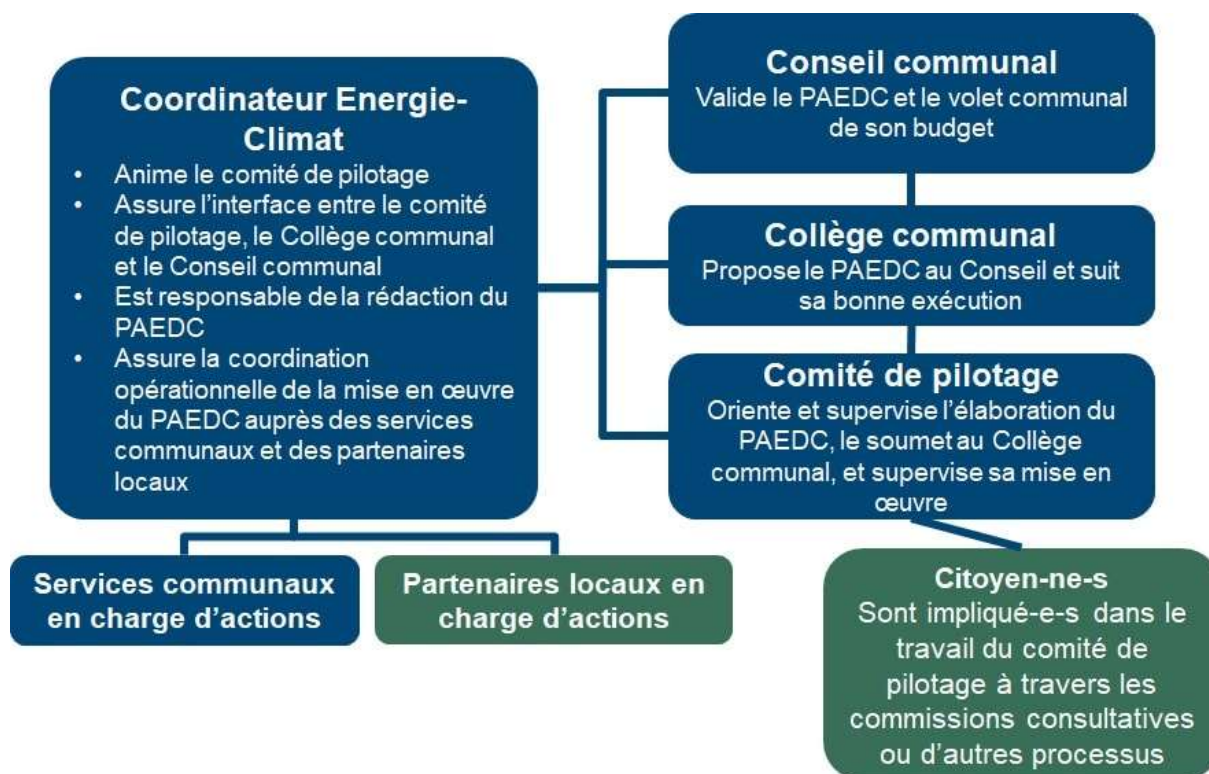 Coordinateur Energie-
Climat
• Anime le comité de pilotage
• Assure l’interface entre le comité
de pilotage, le Collège communal
et le Conseil communal
• Est responsable de la rédaction du
PAEDC
• Assure la coordination
opérationnelle de la mise en œuvre
du PAEDC auprès des services
communaux et des partenaires
locaux
Conseil communal
Valide le PAEDC et le volet communal
de son budget
Collège communal
Propose le PAEDC au Conseil et suit
sa bonne exécution
Comité de pilotage
Oriente et supervise l’élaboration du
PAEDC, le soumet au Collège
communal, et supervise sa mise en
œuvre
Services communaux
en charge d’actions
Partenaires locaux en
charge d’actions
Citoyen-ne-s
Sont impliqué-e-s dans le
travail du comité de
pilotage à travers les
commissions consultatives
ou d’autres processus